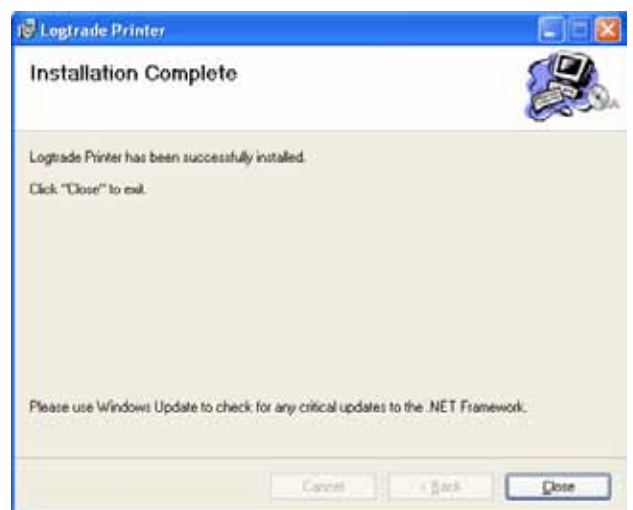 Logtrade Printer
Installation Complete
Logtrade Printer has been successfully installed.
Click "Close" to exit.
Please use Windows Update to check for any critical updates to the .NET Framework.
Cancel < Back Close